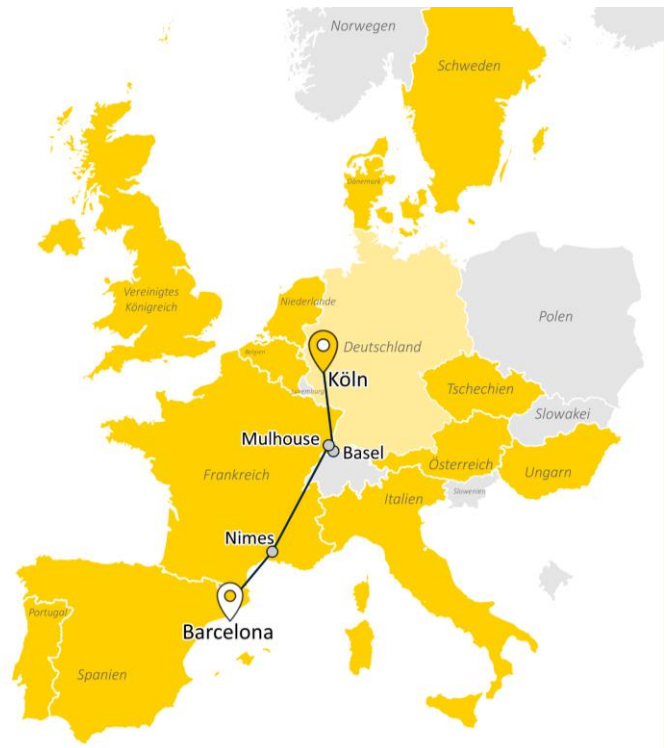 Norwegen
Schweden
Dänemark
Vereinigtes
Königreich
Niederlande
Polen
Deutschland
Belgien
Köln
Luxemburg
Tschechien
Slowakei
Mulhouse
Basel
Frankreich
Österreich
Ungarn
Slowenien
Italien
Nimes
Portugal
Barcelona
Spanien